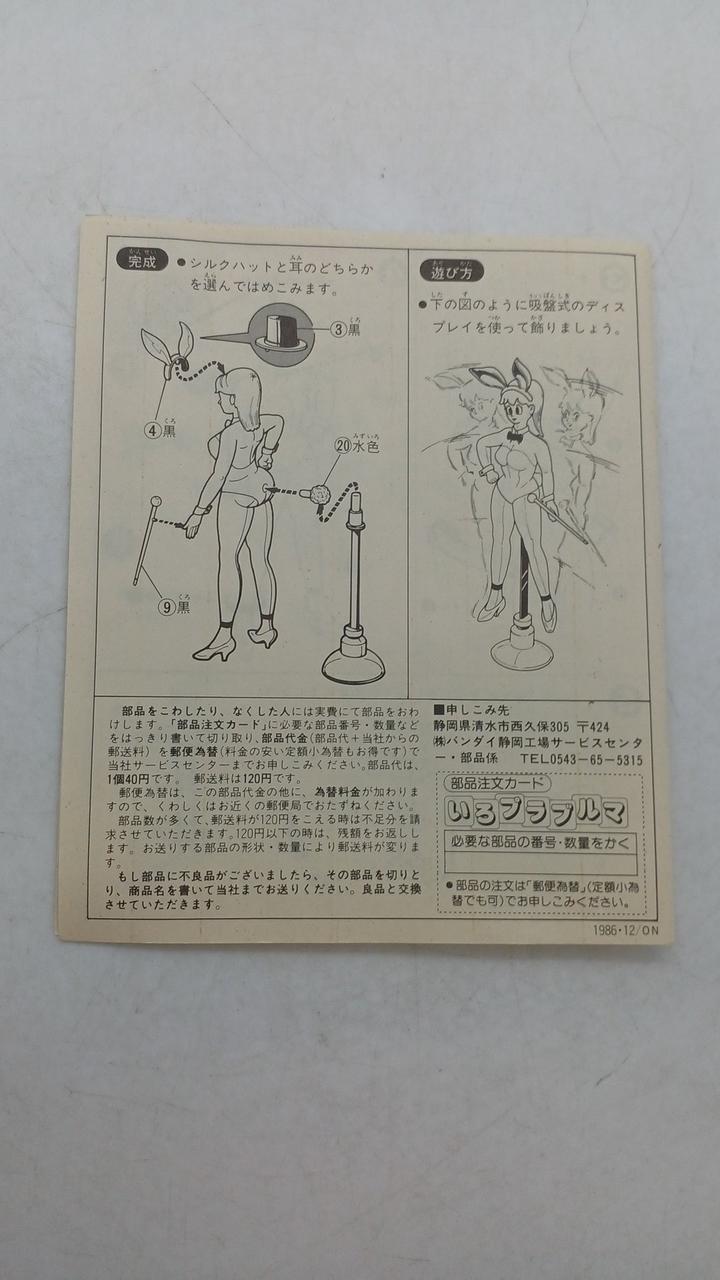 完成
●シルクハットと耳のどちらか
を選んではめこみます。
③黒
④黒
⑳水色
⑨黒
遊び方
●下の図のように吸盤式のディス
プレイを使って飾りましょう。
部品をこわしたり、なくした人には実費にて部品をおわ
けします。「部品注文カード」に必要な部品番号・数量など
をはっきり書いて切り取り、部品代金(部品代+当社からの
郵送料)を郵便為替(料金の安い定額小為替もお得です)で
当社サービスセンターまでお申しこみください。部品代は、
1個40円です。 郵送料は120円です。
郵便為替は、この部品代金の他に、為替料金が加わりま
すので、くわしくはお近くの郵便局でおたずねください。
部品数が多くて、郵送料が120円をこえる時は不足分を請
求させていただきます。120円以下の時は、残額をお返しし
ます。お送りする部品の形状・数量により郵送料が変りま
す。
もし部品に不良品がございましたら、その部品を切りと
り、商品名を書いて当社までお送りください。良品と交換
させていただきます。
■申しこみ先
静岡県清水市西久保305 〒424
㈱バンダイ静岡工場サービスセンタ
ー・部品係 TEL0543-65-5315
部品注文カード
いろプラブルマ
必要な部品の番号・数量をかく
●部品の注文は「郵便為替」(定額小為
替でも可)でお申しこみください。
1986・12/ON